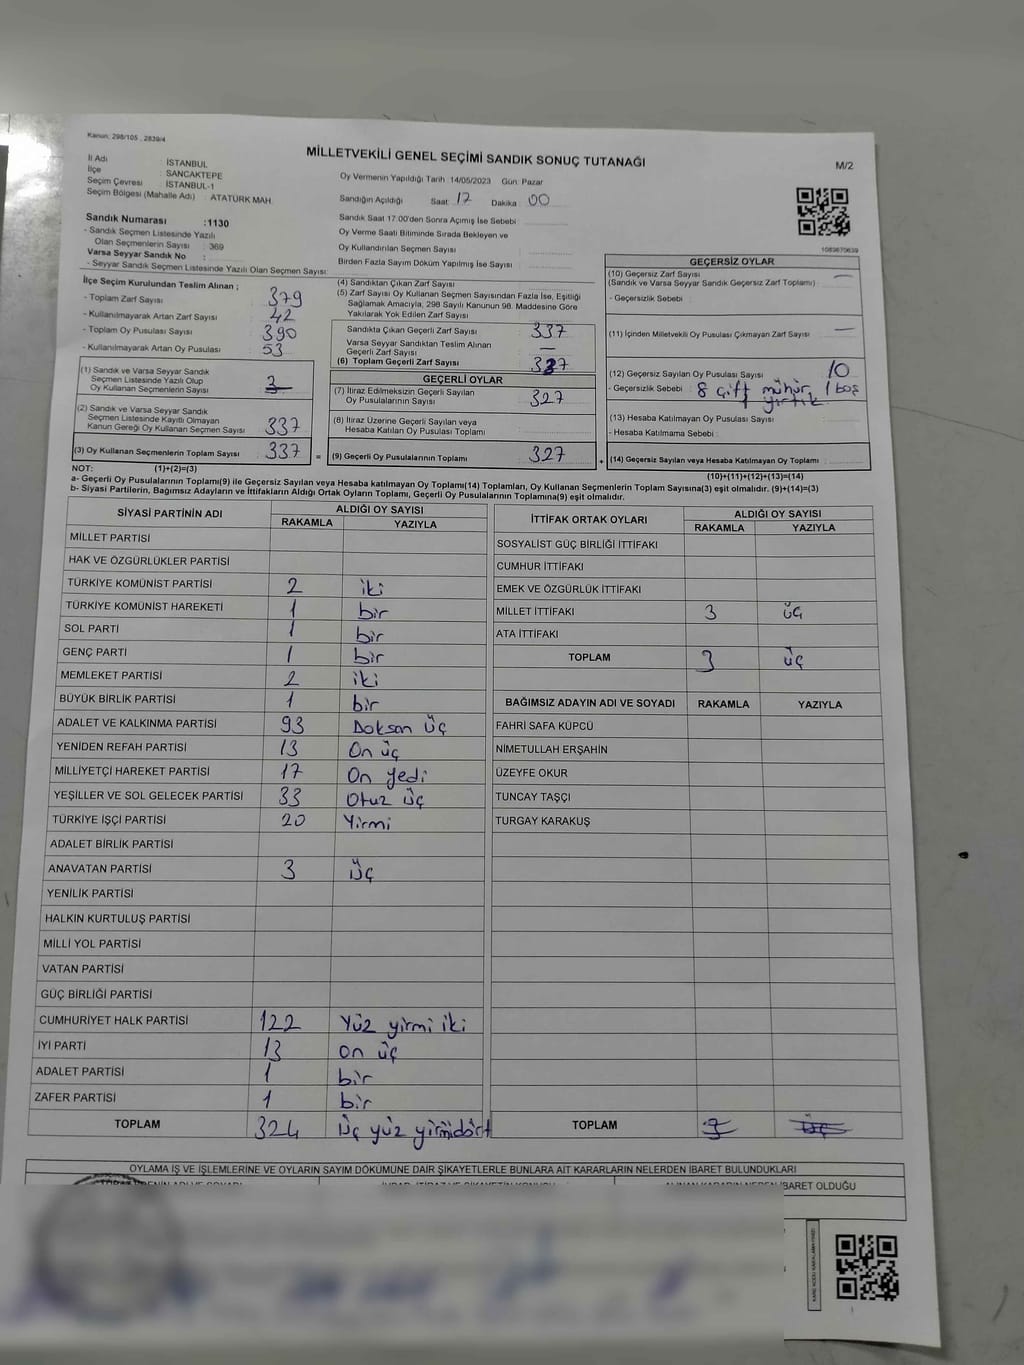 Kanun: 298/105 , 2839/4
MİLLETVEKİLİ GENEL SEÇİMİ SANDIK SONUÇ TUTANAĞI
M/2
İl Adı : İSTANBUL
İlçe : SANCAKTEPE
Seçim Çevresi : İSTANBUL-1
Seçim Bölgesi (Mahalle Adı) : ATATÜRK MAH.
Oy Vermenin Yapıldığı Tarih : 14/05/2023 Gün: Pazar
Sandığın Açıldığı Saat : 17 Dakika : 00
Sandık Numarası :1130
- Sandık Seçmen Listesinde Yazılı
Olan Seçmenlerin Sayısı : 369
Varsa Seyyar Sandık No :
- Seyyar Sandık Seçmen Listesinde Yazılı Olan Seçmen Sayısı:
Sandık Saat 17.00'den Sonra Açımış İse Sebebi :
Oy Verme Saati Bitiminde Sırada Bekleyen ve
Oy Kullandırılan Seçmen Sayısı :
Birden Fazla Sayım Döküm Yapılmış İse Sayısı :
1089870639
İlçe Seçim Kurulundan Teslim Alınan ;
- Toplam Zarf Sayısı : 379
- Kullanılmayarak Artan Zarf Sayısı : 42
- Toplam Oy Pusulası Sayısı : 390
- Kullanılmayarak Artan Oy Pusulası : 53
(1) Sandık ve Varsa Seyyar Sandık
Seçmen Listesinde Yazılı Olup
Oy Kullanan Seçmenlerin Sayısı :
(2) Sandık ve Varsa Seyyar Sandık
Seçmen Listesinde Kayıtlı Olmayan
Kanun Gereği Oy Kullanan Seçmen Sayısı : 337
(3) Oy Kullanan Seçmenlerin Toplam Sayısı : 337 =
(4) Sandıktan Çıkan Zarf Sayısı :
(5) Zarf Sayısı Oy Kullanan Seçmen Sayısından Fazla İse, Eşitliği
Sağlamak Amacıyla, 298 Sayılı Kanunun 98. Maddesine Göre
Yakılarak Yok Edilen Zarf Sayısı :
Sandıkta Çıkan Geçerli Zarf Sayısı : 337
Varsa Seyyar Sandıktan Teslim Alınan
Geçerli Zarf Sayısı : —
(6) Toplam Geçerli Zarf Sayısı : 337
GEÇERLİ OYLAR
(7) İtiraz Edilmeksizin Geçerli Sayılan
Oy Pusulalarının Sayısı : 327
(8) İtiraz Üzerine Geçerli Sayılan veya
Hesaba Katılan Oy Pusulası Toplamı :
(9) Geçerli Oy Pusulalarının Toplamı : 327 +
GEÇERSİZ OYLAR
(10) Geçersiz Zarf Sayısı : —
(Sandık ve Varsa Sandık Geçersiz Zarf Toplamı)
- Geçersizlik Sebebi :
(11) İçinden Milletvekili Oy Pusulası Çıkmayan Zarf Sayısı : —
(12) Geçersiz Sayılan Oy Pusulası Sayısı : 10
- Geçersizlik Sebebi : 8 çift mühür, 1 boş
1 yırtık
(13) Hesaba Katılmayan Oy Pusulası Sayısı :
- Hesaba Katılmama Sebebi :
(14) Geçersiz Sayılan veya Hesaba Katılmayan Oy Toplamı :
NOT: (1)+(2)=(3)
(10)+(11)+(12)+(13)=(14)
a- Geçerli Oy Pusulalarının Toplamı(9) ile Geçersiz Sayılan veya Hesaba katılmayan Oy Toplamı(14) Toplamları, Oy Kullanan Seçmenlerin Toplam Sayısına(3) eşit olmalıdır. (9)+(14)=(3)
b- Siyasi Partilerin, Bağımsız Adayların ve İttifakların Aldığı Ortak Oyların Toplamı, Geçerli Oy Pusulalarının Toplamına(9) eşit olmalıdır.
SİYASİ PARTİNİN ADI ALDIĞI OY SAYISI
RAKAMLA YAZIYLA
MİLLET PARTİSİ
HAK VE ÖZGÜRLÜKLER PARTİSİ
TÜRKİYE KOMÜNİST PARTİSİ 2 iki
TÜRKİYE KOMÜNİST HAREKETİ 1 bir
SOL PARTİ 1 bir
GENÇ PARTİ 1 bir
MEMLEKET PARTİSİ 2 iki
BÜYÜK BİRLİK PARTİSİ 1 bir
ADALET VE KALKINMA PARTİSİ 93 Doksan üç
YENİDEN REFAH PARTİSİ 13 On üç
MİLLİYETÇİ HAREKET PARTİSİ 17 On yedi
YEŞİLLER VE SOL GELECEK PARTİSİ 33 Otuz üç
TÜRKİYE İŞÇİ PARTİSİ 20 Yirmi
ADALET BİRLİK PARTİSİ
ANAVATAN PARTİSİ 3 üç
YENİLİK PARTİSİ
HALKIN KURTULUŞ PARTİSİ
MİLLİ YOL PARTİSİ
VATAN PARTİSİ
GÜÇ BİRLİĞİ PARTİSİ
CUMHURİYET HALK PARTİSİ 122 Yüz yirmi iki
İYİ PARTİ 13 on üç
ADALET PARTİSİ 1 bir
ZAFER PARTİSİ 1 bir
TOPLAM 324 üç yüz yirmidört
İTTİFAK ORTAK OYLARI ALDIĞI OY SAYISI
RAKAMLA YAZIYLA
SOSYALİST GÜÇ BİRLİĞİ İTTİFAKI
CUMHUR İTTİFAKI
EMEK VE ÖZGÜRLÜK İTTİFAKI
MİLLET İTTİFAKI 3 üç
ATA İTTİFAKI
TOPLAM 3 üç
BAĞIMSIZ ADAYIN ADI VE SOYADI RAKAMLA YAZIYLA
FAHRİ SAFA KÜPCÜ
NİMETULLAH ERŞAHİN
ÜZEYFE OKUR
TUNCAY TAŞÇI
TURGAY KARAKUŞ
TOPLAM
OYLAMA İŞ VE İŞLEMLERİNE VE OYLARIN SAYIM DÖKÜMÜNE DAİR ŞİKAYETLERLE BUNLARA AİT KARARLARIN NELERDEN İBARET BULUNDUKLARI
İBARET OLDUĞU